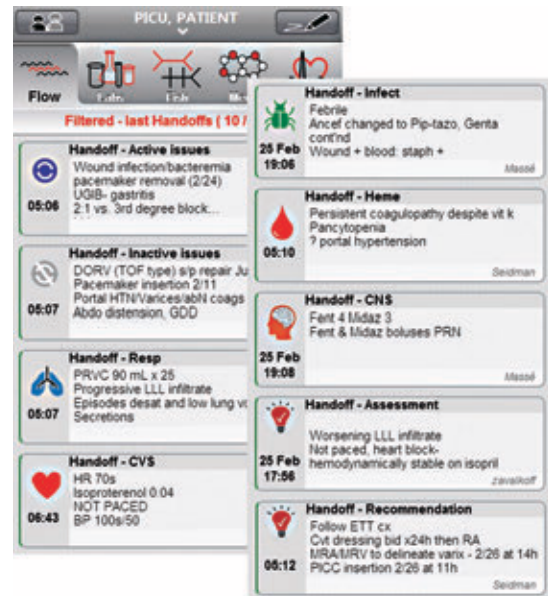 PICU, PATIENT
Flow
Labs
Fish
Filtered - last Handoffs ( 10 /
Handoff - Active issues
Wound infection/bacteremia
pacemaker removal (2/24)
UGIB- gastritis
2:1 vs. 3rd degree block...
05:06
Handoff - Inactive issues
DORV (TOF type) s/p repair Ju
Pacemaker insertion 2/11
Portal HTN/Varices/abN coags
Abdo distension, GDD
05:07
Handoff - Resp
PRVC 90 mL x 25
Progressive LLL infiltrate
Episodes desat and low lung vo
Secretions
05:07
Handoff - CVS
HR 70s
Isoproterenol 0.04
NOT PACED
BP 100s/50
06:43
Handoff - Infect
Febrile
Ancef changed to Pip-tazo, Genta
cont'nd
Wound + blood: staph +
25 Feb
19:06
Massé
Handoff - Heme
Persistent coagulopathy despite vit k
Pancytopenia
? portal hypertension
05:10
Seidman
Handoff - CNS
Fent 4 Midaz 3
Fent & Midaz boluses PRN
25 Feb
19:08
Massé
Handoff - Assessment
Worsening LLL infiltrate
Not paced, heart block-
hemodynamically stable on isopril
25 Feb
17:56
zavalkoff
Handoff - Recommendation
Follow ETT cx
Cvt dressing bid x24h then RA
MRA/MRV to delineate varix - 2/26 at 14h
PICC insertion 2/26 at 11h
05:12
Seidman